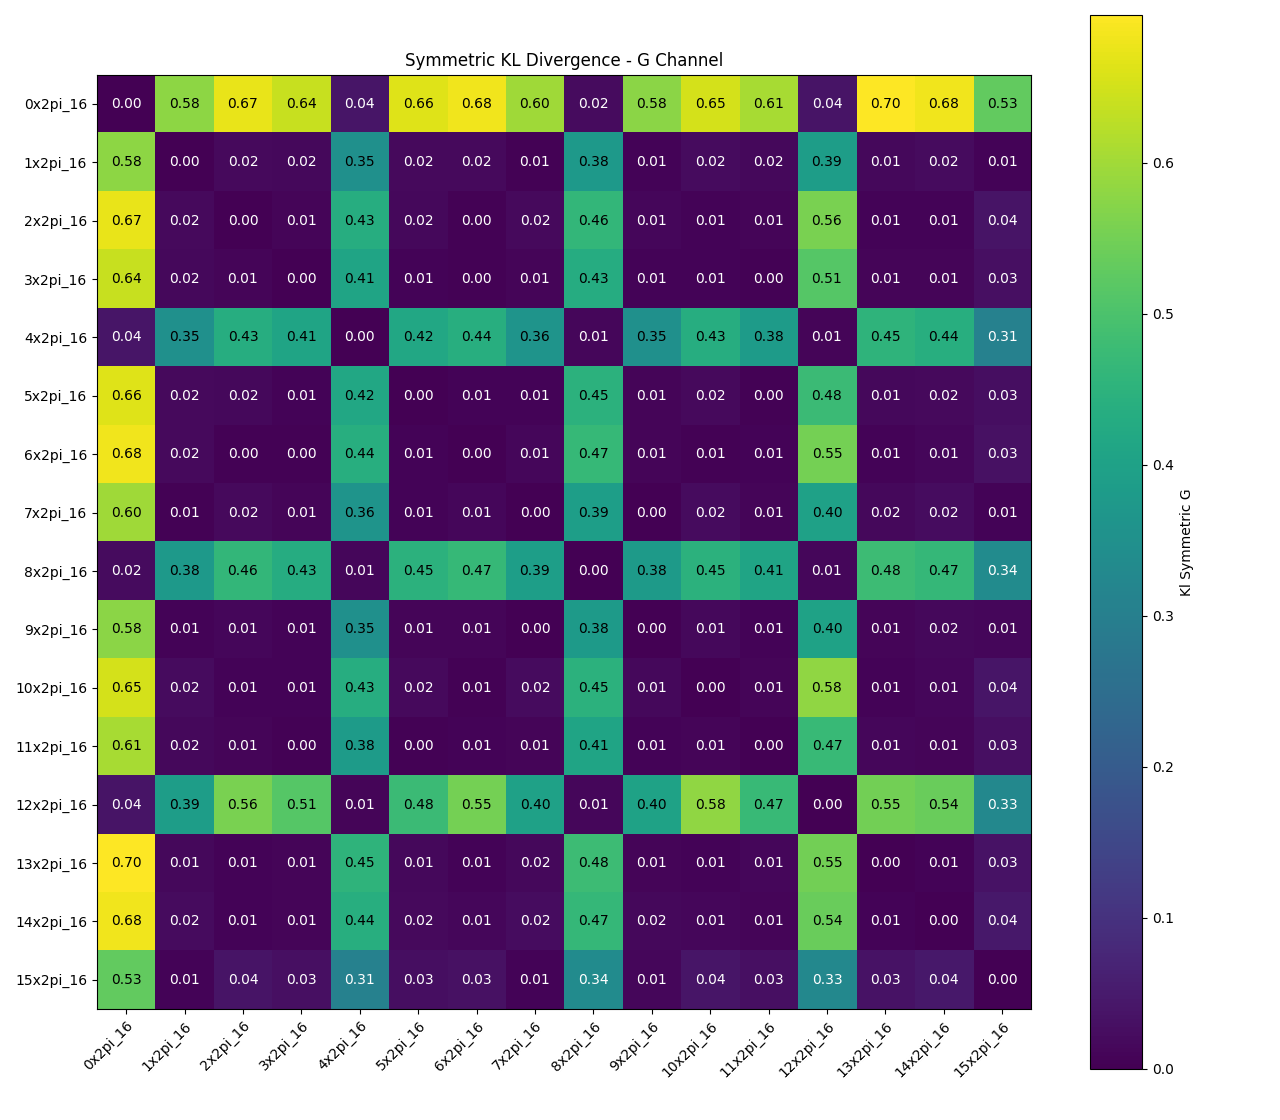 Symmetric KL Divergence - G Channel
0x2pi_16 0.00 0.58 0.67 0.64 0.04 0.66 0.68 0.60 0.02 0.58 0.65 0.61 0.04 0.70 0.68 0.53
1x2pi_16 0.58 0.00 0.02 0.02 0.35 0.02 0.02 0.01 0.38 0.01 0.02 0.02 0.39 0.01 0.02 0.01
2x2pi_16 0.67 0.02 0.00 0.01 0.43 0.02 0.00 0.02 0.46 0.01 0.01 0.01 0.56 0.01 0.01 0.04
3x2pi_16 0.64 0.02 0.01 0.00 0.41 0.01 0.00 0.01 0.43 0.01 0.01 0.00 0.51 0.01 0.01 0.03
4x2pi_16 0.04 0.35 0.43 0.41 0.00 0.42 0.44 0.36 0.01 0.35 0.43 0.38 0.01 0.45 0.44 0.31
5x2pi_16 0.66 0.02 0.02 0.01 0.42 0.00 0.01 0.01 0.45 0.01 0.02 0.00 0.48 0.01 0.02 0.03
6x2pi_16 0.68 0.02 0.00 0.00 0.44 0.01 0.00 0.01 0.47 0.01 0.01 0.01 0.55 0.01 0.01 0.03
7x2pi_16 0.60 0.01 0.02 0.01 0.36 0.01 0.01 0.00 0.39 0.00 0.02 0.01 0.40 0.02 0.02 0.01
8x2pi_16 0.02 0.38 0.46 0.43 0.01 0.45 0.47 0.39 0.00 0.38 0.45 0.41 0.01 0.48 0.47 0.34
9x2pi_16 0.58 0.01 0.01 0.01 0.35 0.01 0.01 0.00 0.38 0.00 0.01 0.01 0.40 0.01 0.02 0.01
10x2pi_16 0.65 0.02 0.01 0.01 0.43 0.02 0.01 0.02 0.45 0.01 0.00 0.01 0.58 0.01 0.01 0.04
11x2pi_16 0.61 0.02 0.01 0.00 0.38 0.00 0.01 0.01 0.41 0.01 0.01 0.00 0.47 0.01 0.01 0.03
12x2pi_16 0.04 0.39 0.56 0.51 0.01 0.48 0.55 0.40 0.01 0.40 0.58 0.47 0.00 0.55 0.54 0.33
13x2pi_16 0.70 0.01 0.01 0.01 0.45 0.01 0.01 0.02 0.48 0.01 0.01 0.01 0.55 0.00 0.01 0.03
14x2pi_16 0.68 0.02 0.01 0.01 0.44 0.02 0.01 0.02 0.47 0.02 0.01 0.01 0.54 0.01 0.00 0.04
15x2pi_16 0.53 0.01 0.04 0.03 0.31 0.03 0.03 0.01 0.34 0.01 0.04 0.03 0.33 0.03 0.04 0.00
0x2pi_16 1x2pi_16 2x2pi_16 3x2pi_16 4x2pi_16 5x2pi_16 6x2pi_16 7x2pi_16 8x2pi_16 9x2pi_16 10x2pi_16 11x2pi_16 12x2pi_16 13x2pi_16 14x2pi_16 15x2pi_16
0.6
0.5
0.4
0.3
0.2
0.1
0.0
Kl Symmetric G